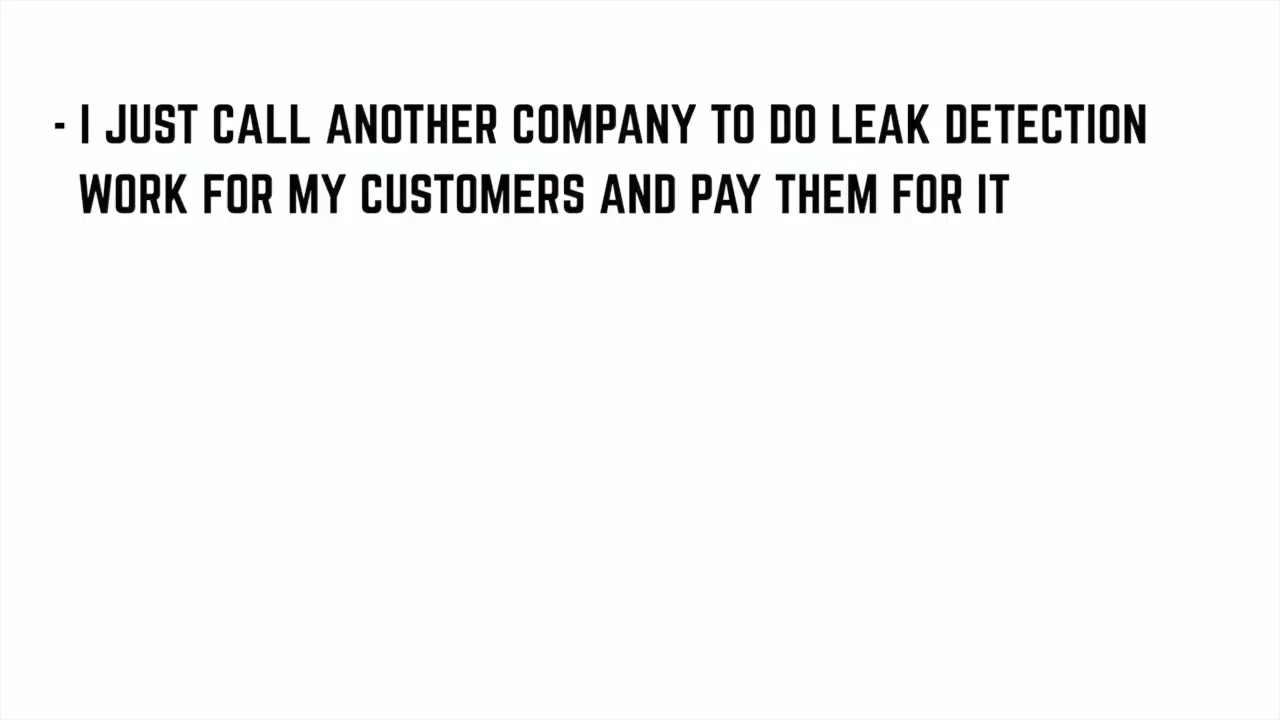 - I JUST CALL ANOTHER COMPANY TO DO LEAK DETECTION
WORK FOR MY CUSTOMERS AND PAY THEM FOR IT